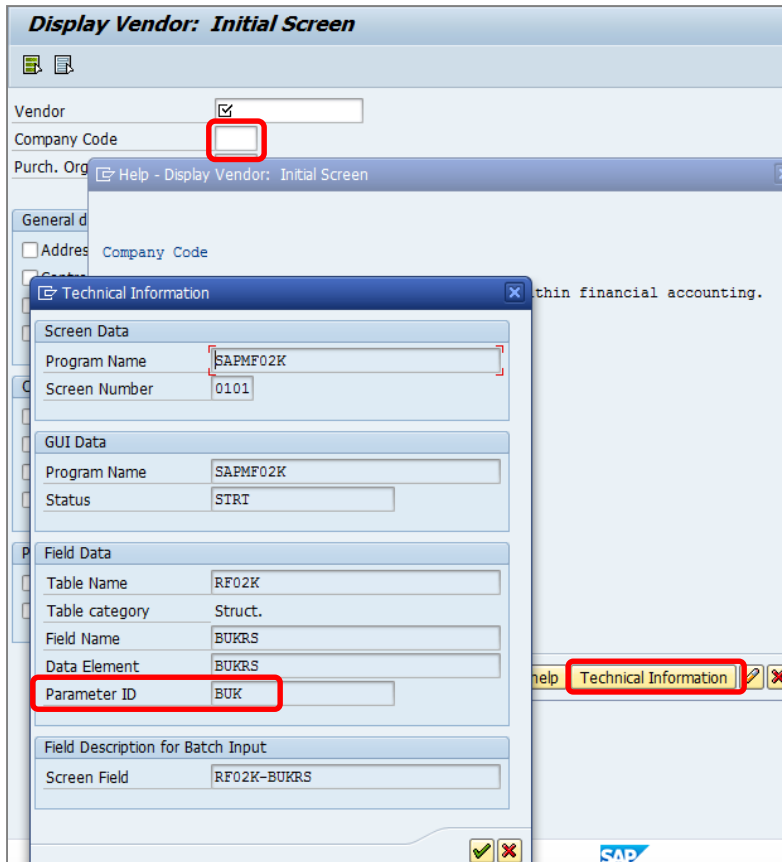 Display Vendor: Initial Screen
Vendor
Company Code
Purch. Org
Help - Display Vendor: Initial Screen
General d
Addres
Company Code
thin financial accounting.
Technical Information
Screen Data
Program Name SAPMF02K
Screen Number 0101
GUI Data
Program Name SAPMF02K
Status STRT
Field Data
Table Name RF02K
Table category Struct.
Field Name BUKRS
Data Element BUKRS
Parameter ID BUK
help Technical Information
Field Description for Batch Input
Screen Field RF02K-BUKRS
SAP